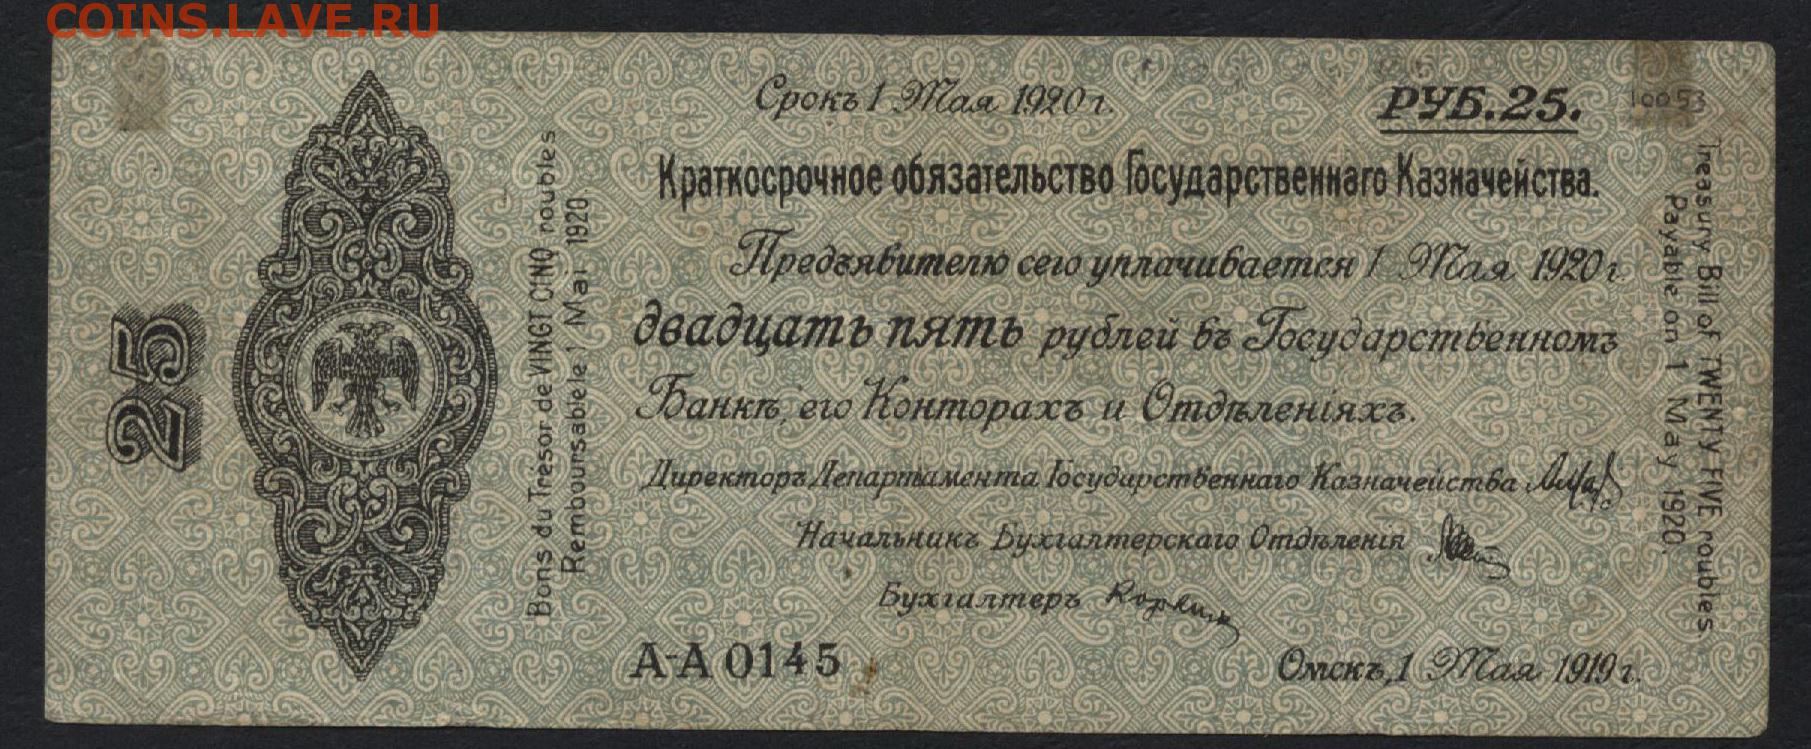 COINS.LAVE.RU
Срокъ 1 Мая 1920 г.
РУБ.25.
10053
Краткосрочное обязательство Государственнаго Казначейства.
Предъявителю сего уплачивается 1 Мая 1920 г.
двадцать пять рублей въ Государственномъ
Банкѣ, его Конторахъ и Отдѣленіяхъ.
Директоръ Департамента Государственнаго Казначейства
Начальникъ Бухгалтерскаго Отдѣленія
Бухгалтеръ
А-А 0145
Омскъ, 1 Мая 1919 г.
25
Bons du Trésor de VINGT CINQ roubles
Remboursabele 1 Mai 1920.
Treasury Bill of TWENTY FIVE roubles
Payable on 1 May 1920.